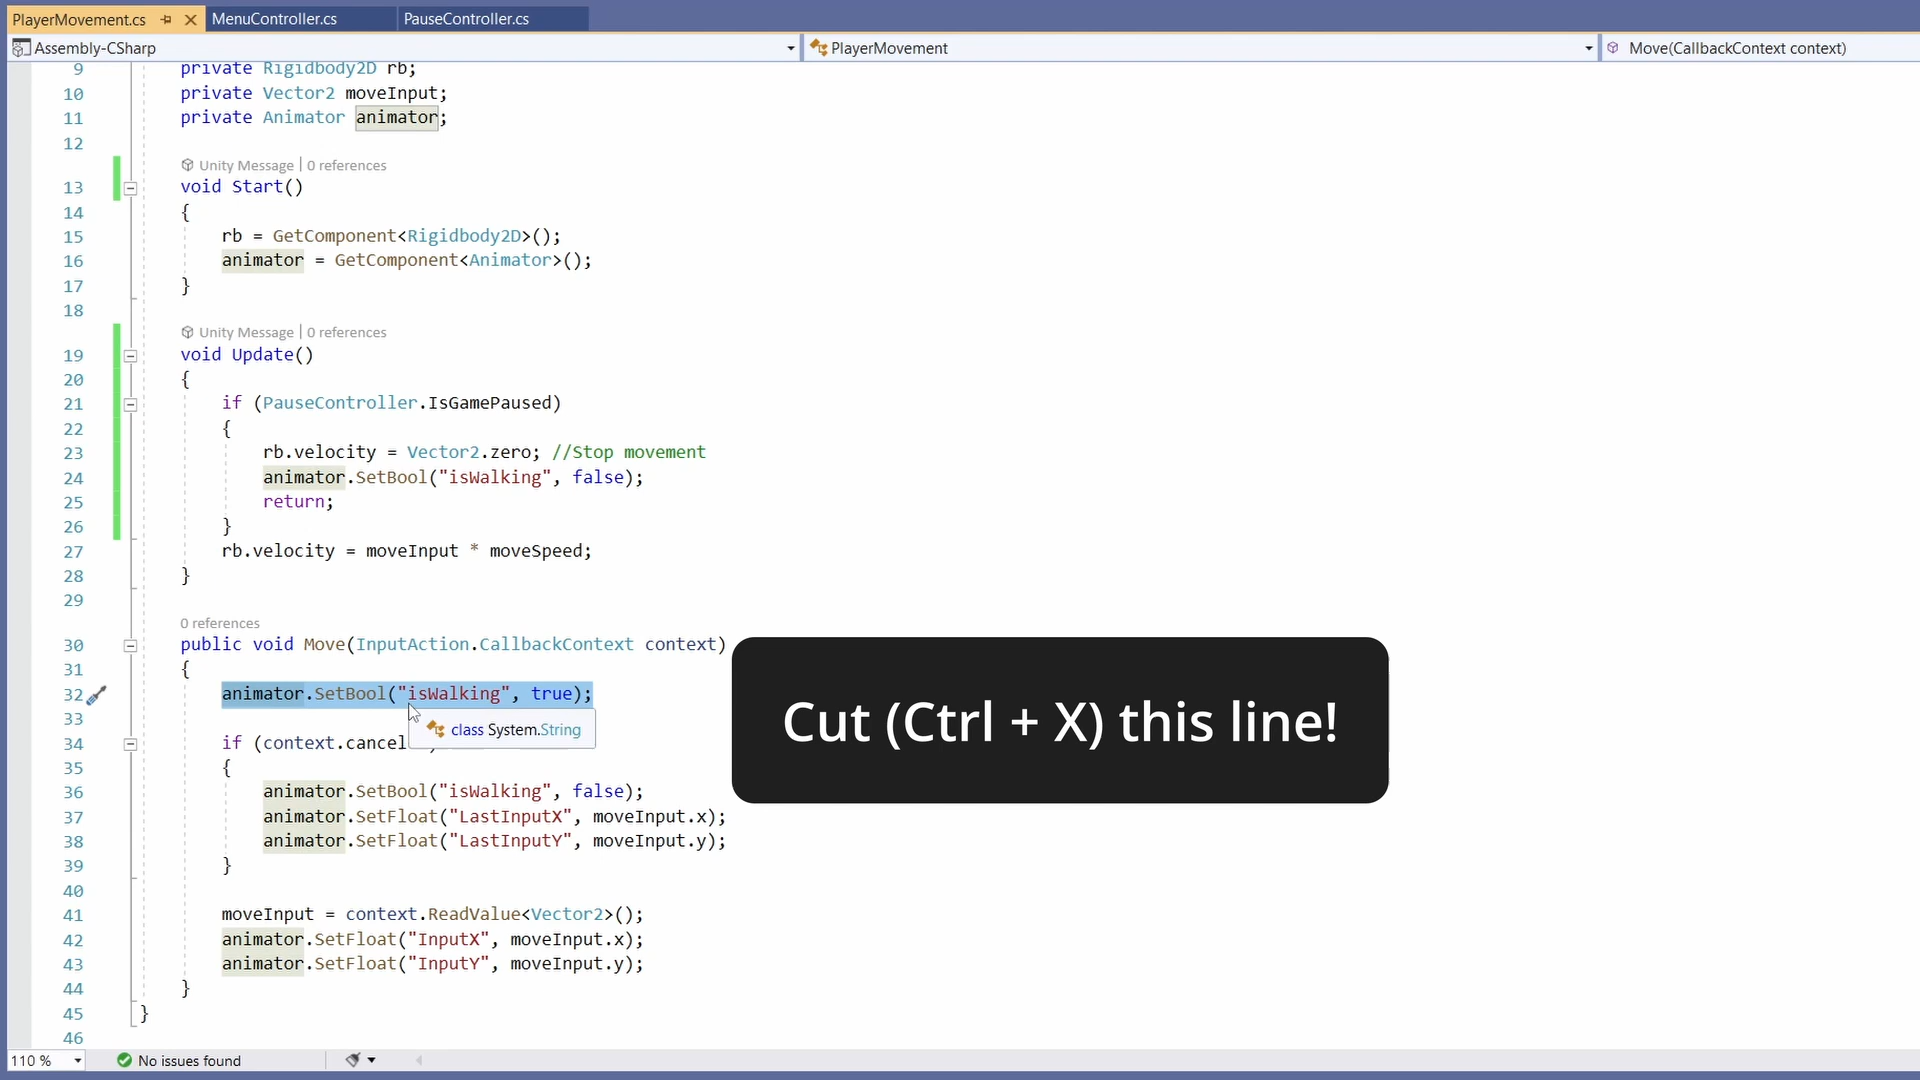 PlayerMovement.cs MenuController.cs PauseController.cs
Assembly-CSharp PlayerMovement Move(CallbackContext context)
9 private Rigidbody2D rb;
10 private Vector2 moveInput;
11 private Animator animator;
12
Unity Message | 0 references
13 void Start()
14 {
15 rb = GetComponent<Rigidbody2D>();
16 animator = GetComponent<Animator>();
17 }
18
Unity Message | 0 references
19 void Update()
20 {
21 if (PauseController.IsGamePaused)
22 {
23 rb.velocity = Vector2.zero; //Stop movement
24 animator.SetBool("isWalking", false);
25 return;
26 }
27 rb.velocity = moveInput * moveSpeed;
28 }
29
0 references
30 public void Move(InputAction.CallbackContext context)
31 {
32 animator.SetBool("isWalking", true);
33
class System.String
34 if (context.cancel
35 {
36 animator.SetBool("isWalking", false);
37 animator.SetFloat("LastInputX", moveInput.x);
38 animator.SetFloat("LastInputY", moveInput.y);
39 }
40
41 moveInput = context.ReadValue<Vector2>();
42 animator.SetFloat("InputX", moveInput.x);
43 animator.SetFloat("InputY", moveInput.y);
44 }
45 }
46
Cut (Ctrl + X) this line!
110 % No issues found